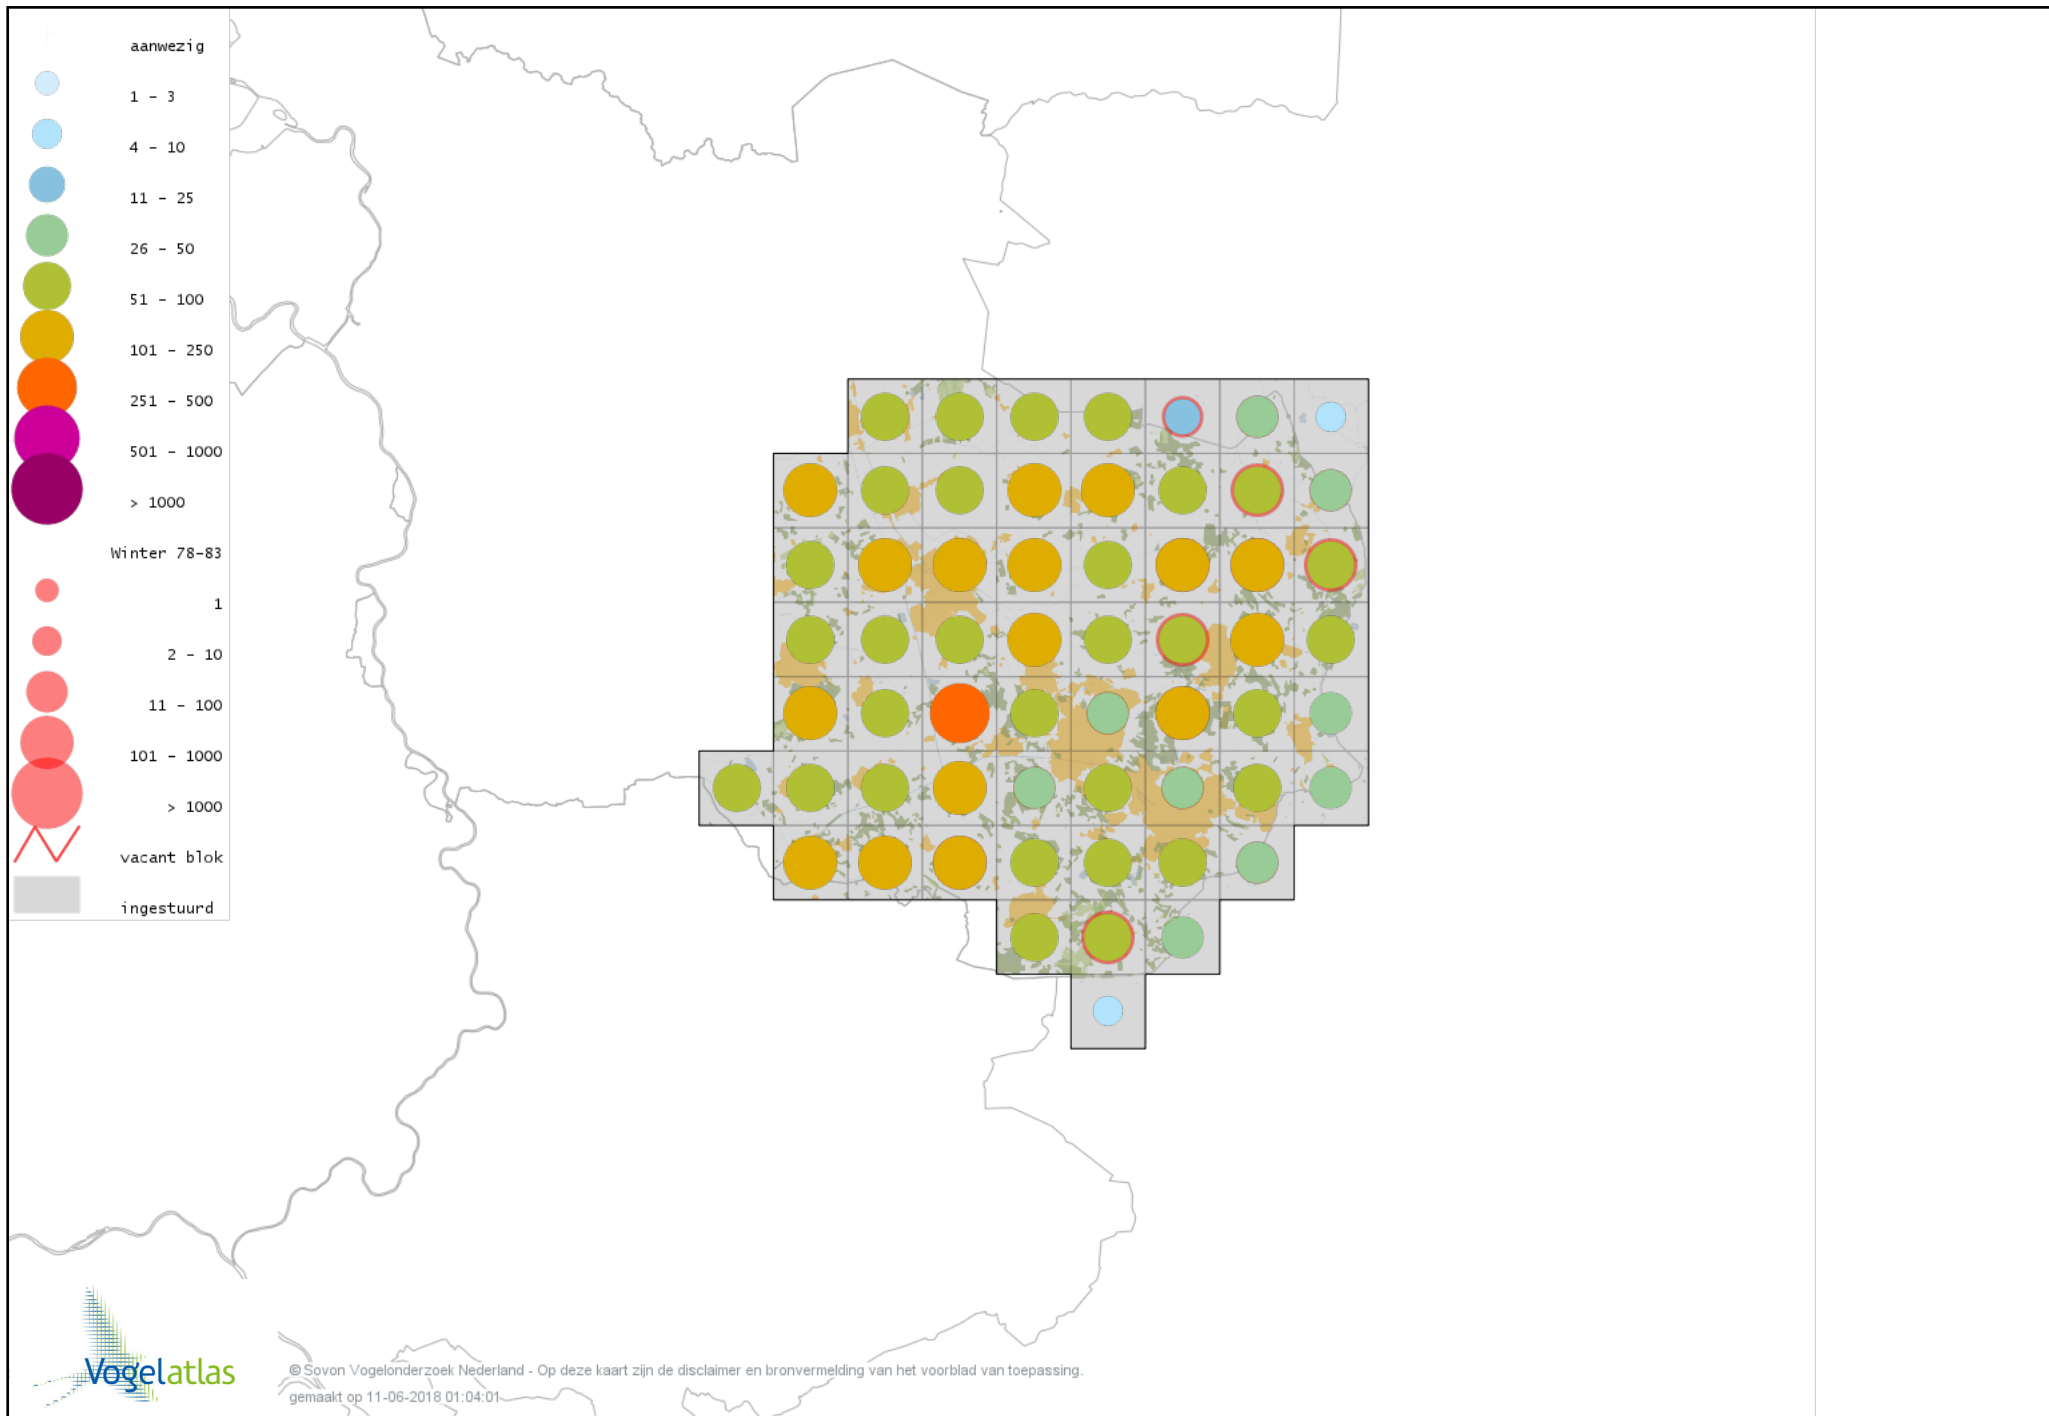 aanwezig
1 - 3
4 - 10
11 - 25
26 - 50
51 - 100
101 - 250
251 - 500
501 - 1000
> 1000
Winter 78-83
1
2 - 10
11 - 100
101 - 1000
> 1000
vacant blok
ingestuurd
Vogelatlas
© Sovon Vogelonderzoek Nederland - Op deze kaart zijn de disclaimer en bronvermelding van het voorblad van toepassing.
gemaakt op 11-06-2018 01:04:01